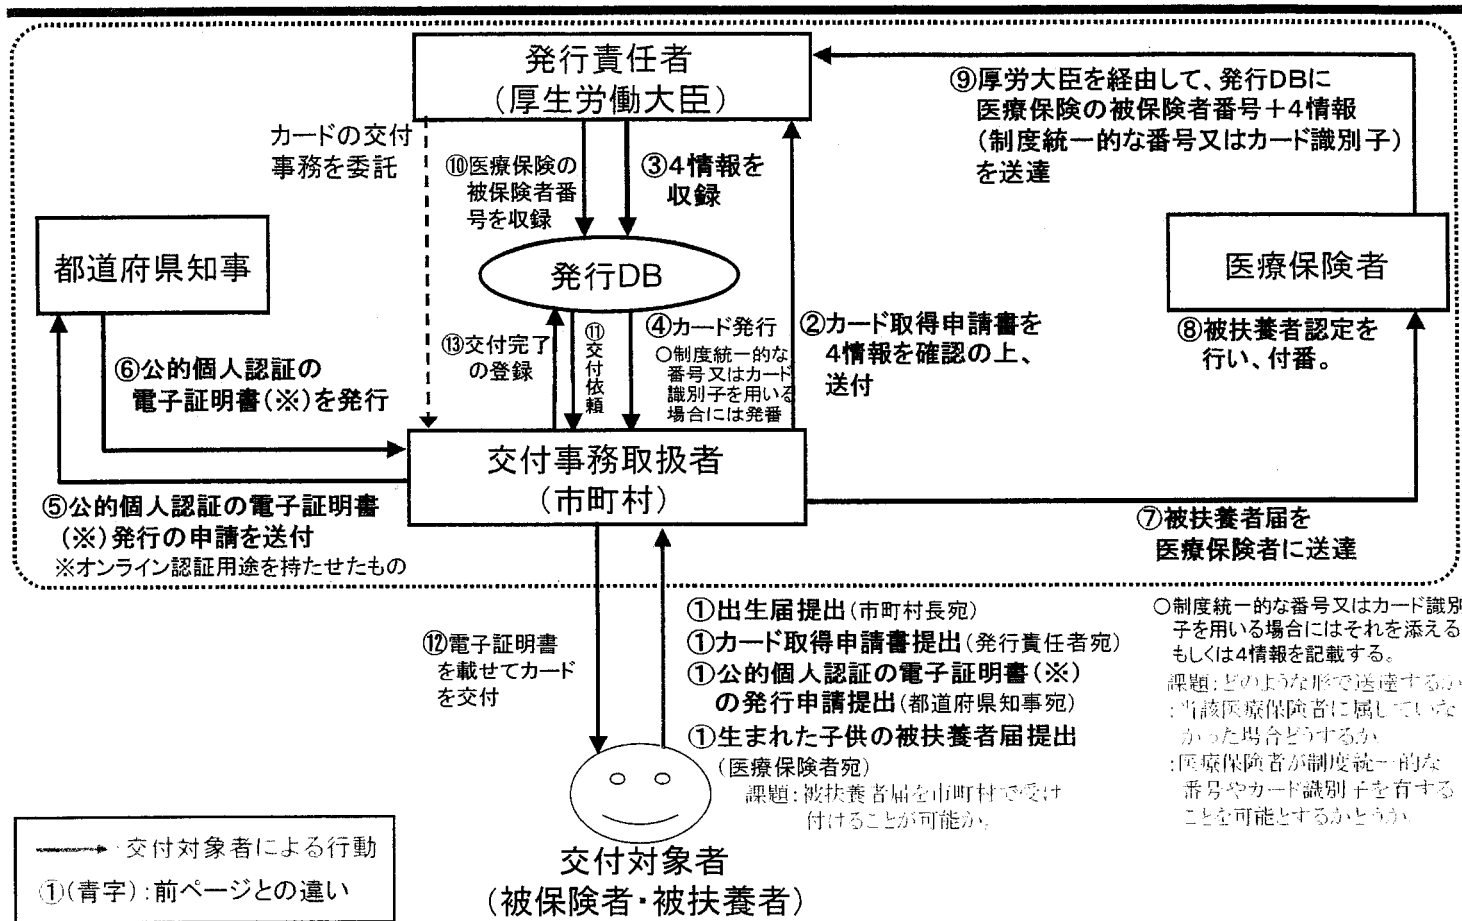 発行責任者
(厚生労働大臣)
⑨厚労大臣を経由して、発行DBに
医療保険の被保険者番号＋4情報
(制度統一的な番号又はカード識別子)
を送達
カードの交付
事務を委託
⑩医療保険の
被保険者番
号を収録
③4情報を
収録
都道府県知事
発行DB
医療保険者
⑥公的個人認証の
電子証明書(※)を発行
⑬交付完了
の登録
⑪交付依頼
④カード発行
○制度統一的な
番号又はカード
識別子を用いる
場合には発番
②カード取得申請書を
4情報を確認の上、
送付
⑧被扶養者認定を
行い、付番。
交付事務取扱者
(市町村)
⑤公的個人認証の電子証明書
(※)発行の申請を送付
※オンライン認証用途を持たせたもの
⑦被扶養者届を
医療保険者に送達
⑫電子証明書
を載せてカード
を交付
①出生届提出(市町村長宛)
①カード取得申請書提出(発行責任者宛)
①公的個人認証の電子証明書(※)
の発行申請提出(都道府県知事宛)
①生まれた子供の被扶養者届提出
(医療保険者宛)
課題:被扶養者届を市町村で受け
付けることが可能か。
○制度統一的な番号又はカード識別
子を用いる場合にはそれを添える
もしくは4情報を記載する。
課題:どのような形で送達するか
:当該医療保険者に属していな
かった場合どうするか
:医療保険者が制度統一的な
番号やカード識別子を有する
ことを可能とするかどうか
交付対象者による行動
①(青字):前ページとの違い
交付対象者
(被保険者・被扶養者)